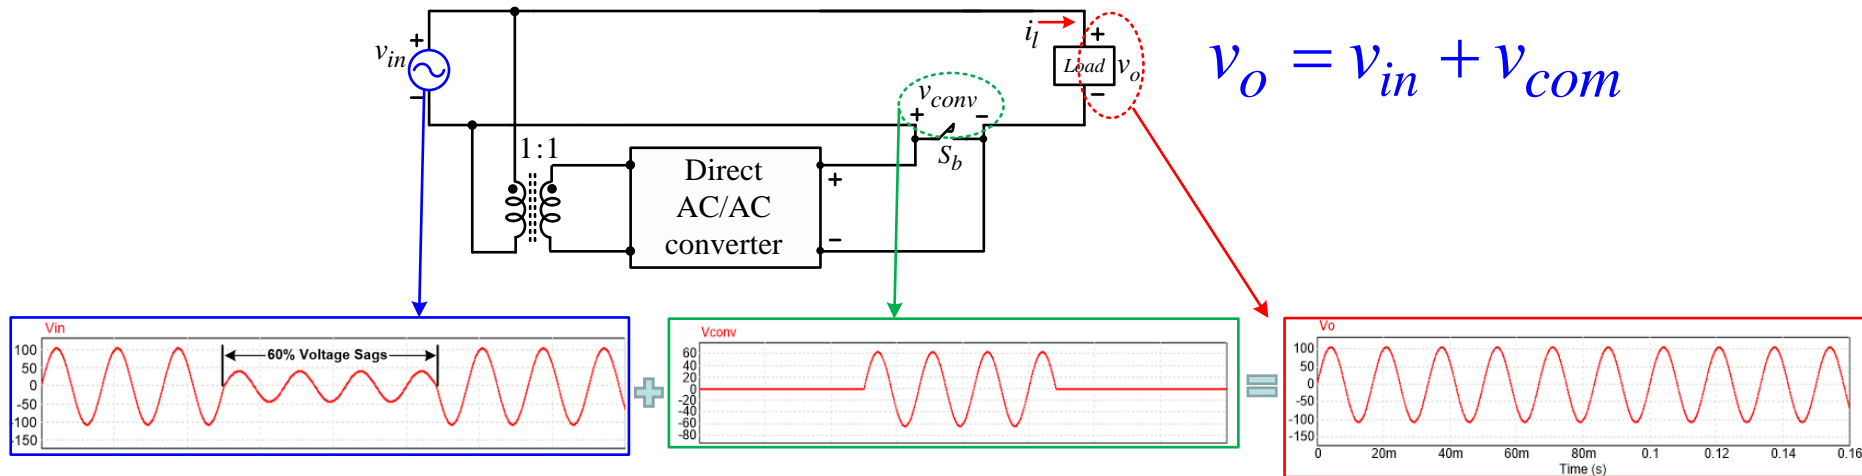 +
v_in
−
i_l
+
Load
v_o
−
v_o = v_in + v_com
v_conv
+
−
S_b
1:1
Direct
AC/AC
converter
+
−
Vin
100
50
0
-50
-100
-150
60% Voltage Sags
Vconv
60
40
20
0
-20
-40
-60
-80
Vo
100
50
0
-50
-100
-150
0 20m 40m 60m 80m 0.1 0.12 0.14 0.16
Time (s)